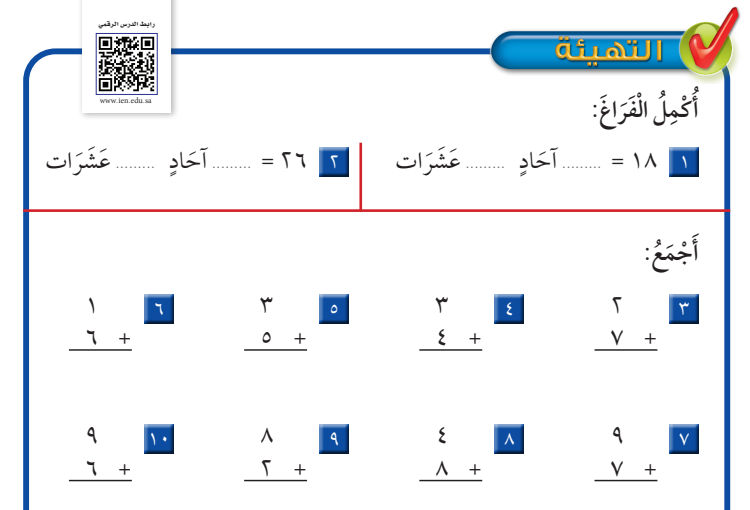 رابط الدرس الرقمي
www.ien.edu.sa
التهيئة
أُكْمِلُ الْفَرَاغَ:
١ ١٨ = ......... آحَادٍ ......... عَشَرَات ٢ ٢٦ = ......... آحَادٍ ......... عَشَرَات
أَجْمَعُ:
٣ ٢ ٤ ٣ ٥ ٣ ٦ ١
+ ٧ + ٤ + ٥ + ٦
٧ ٩ ٨ ٤ ٩ ٨ ١٠ ٩
+ ٧ + ٨ + ٢ + ٦